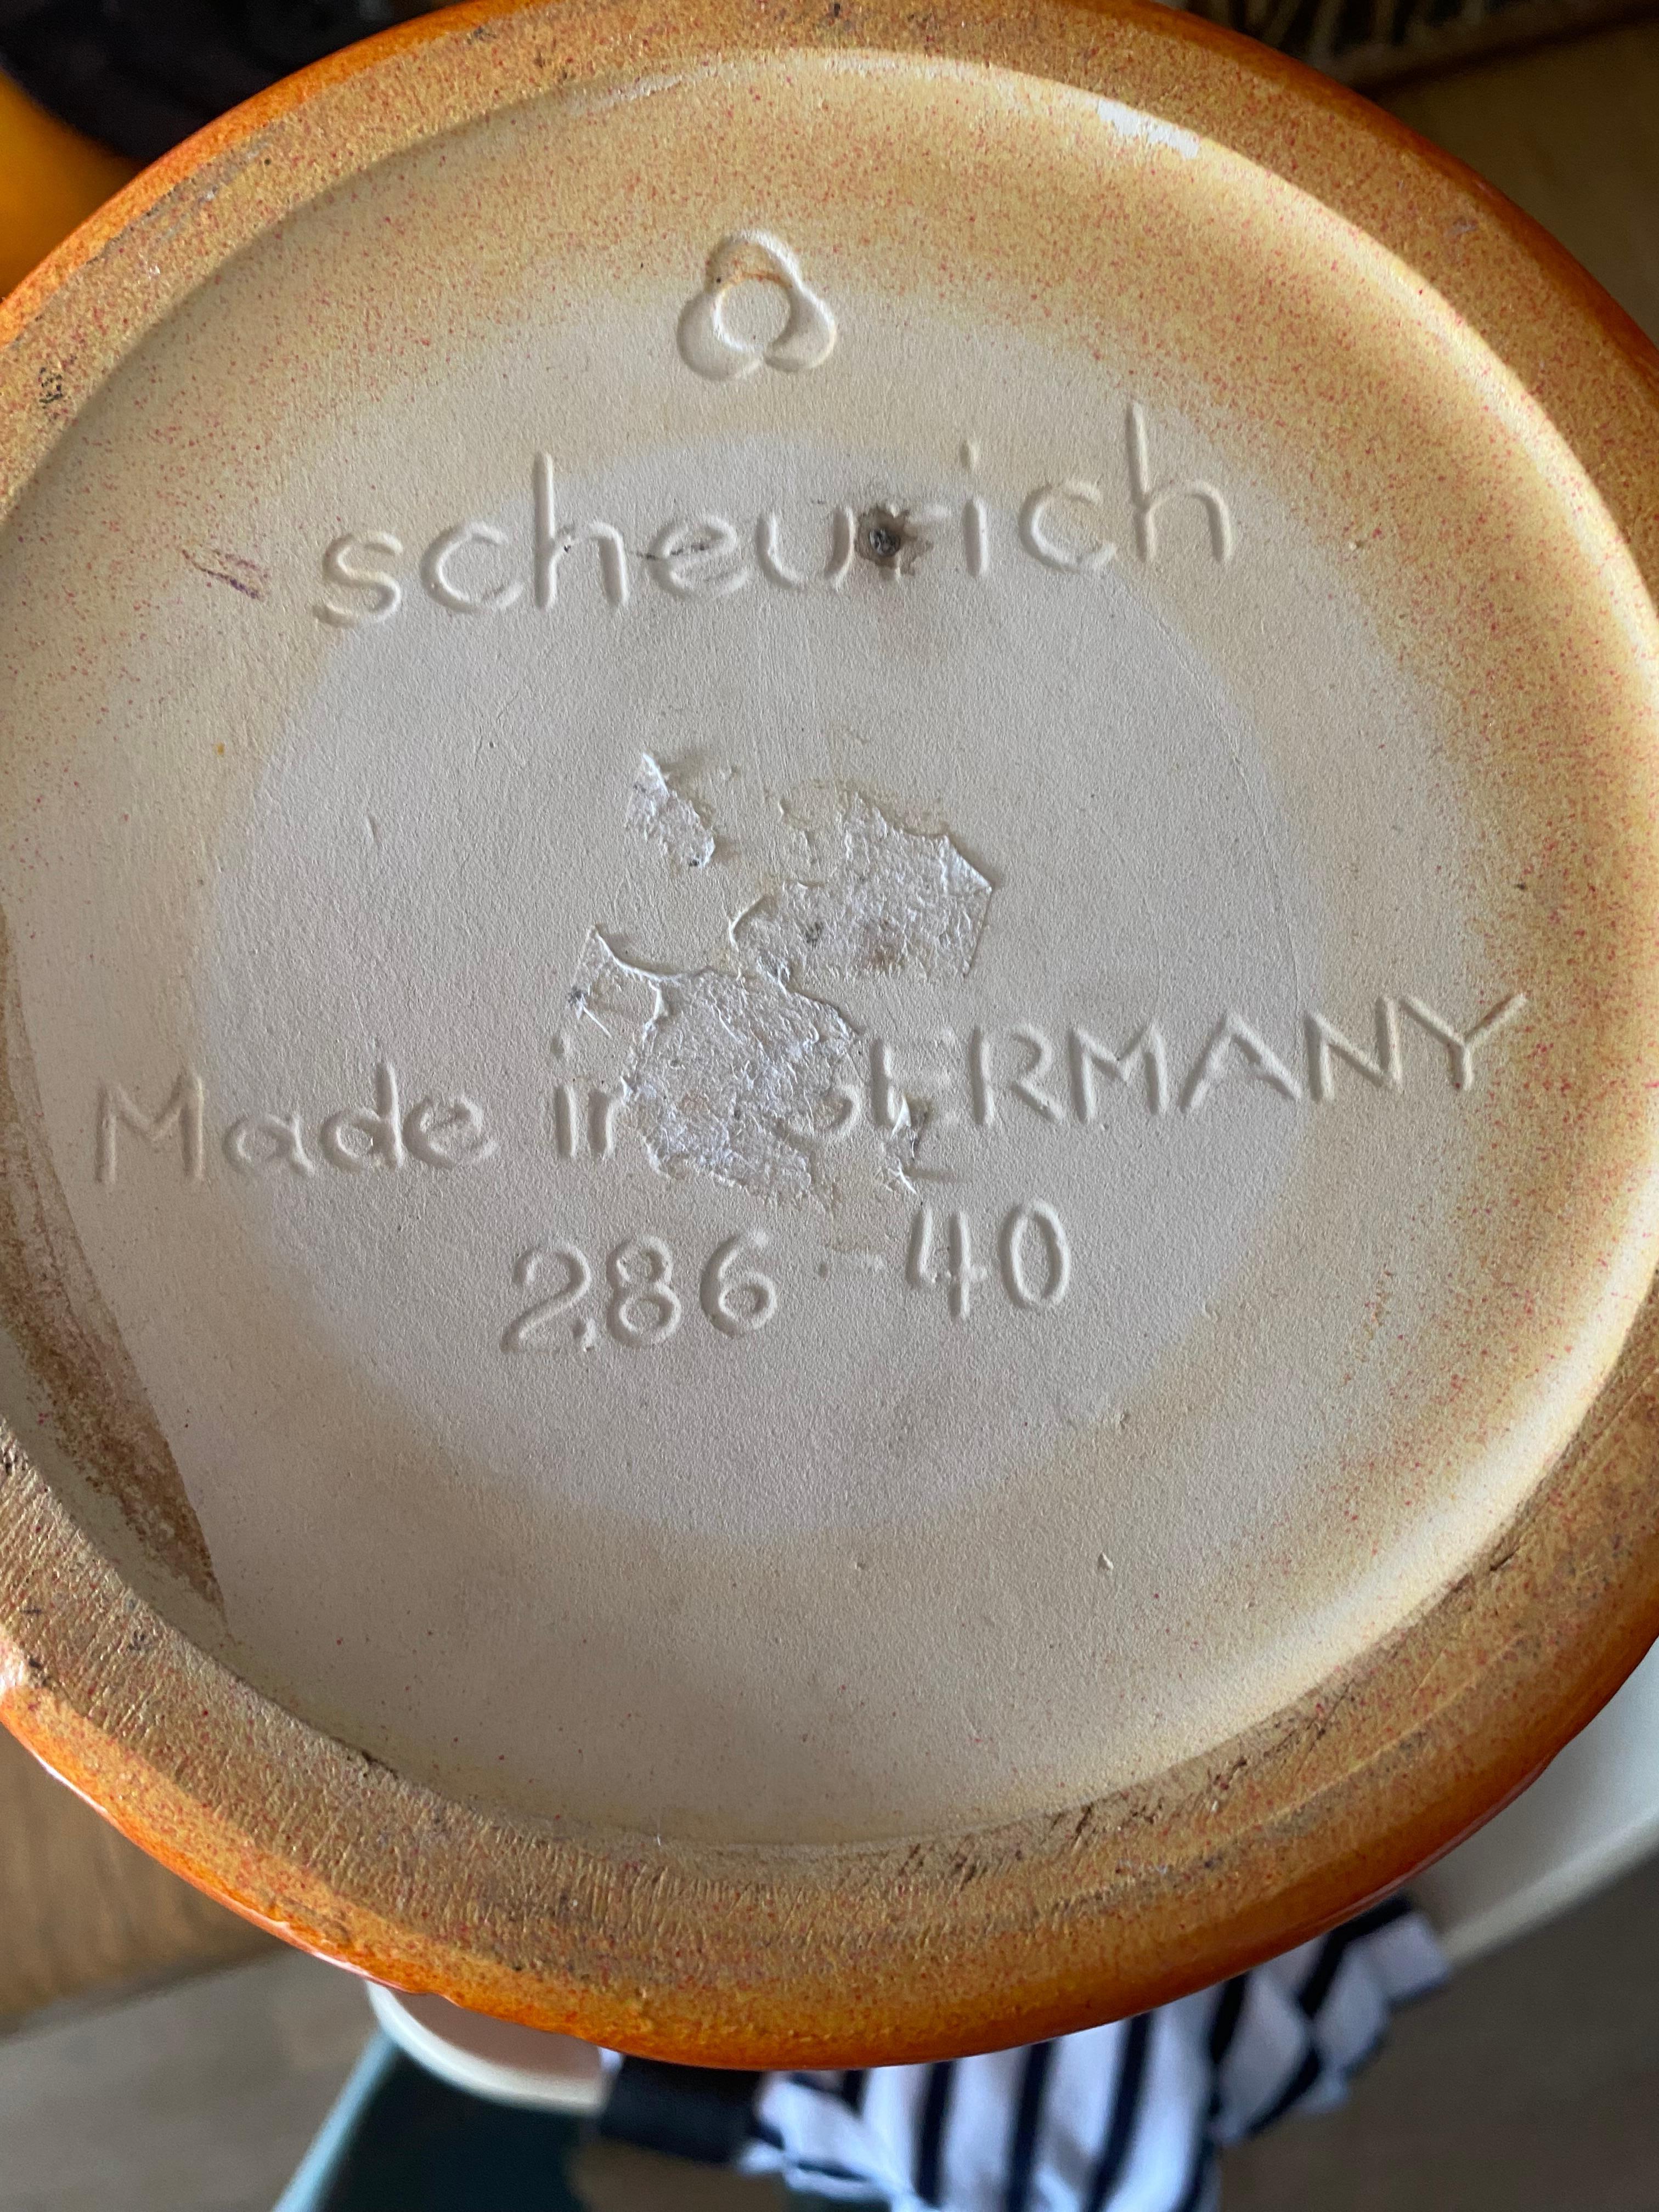 scheurich
Made in GERMANY
286-40